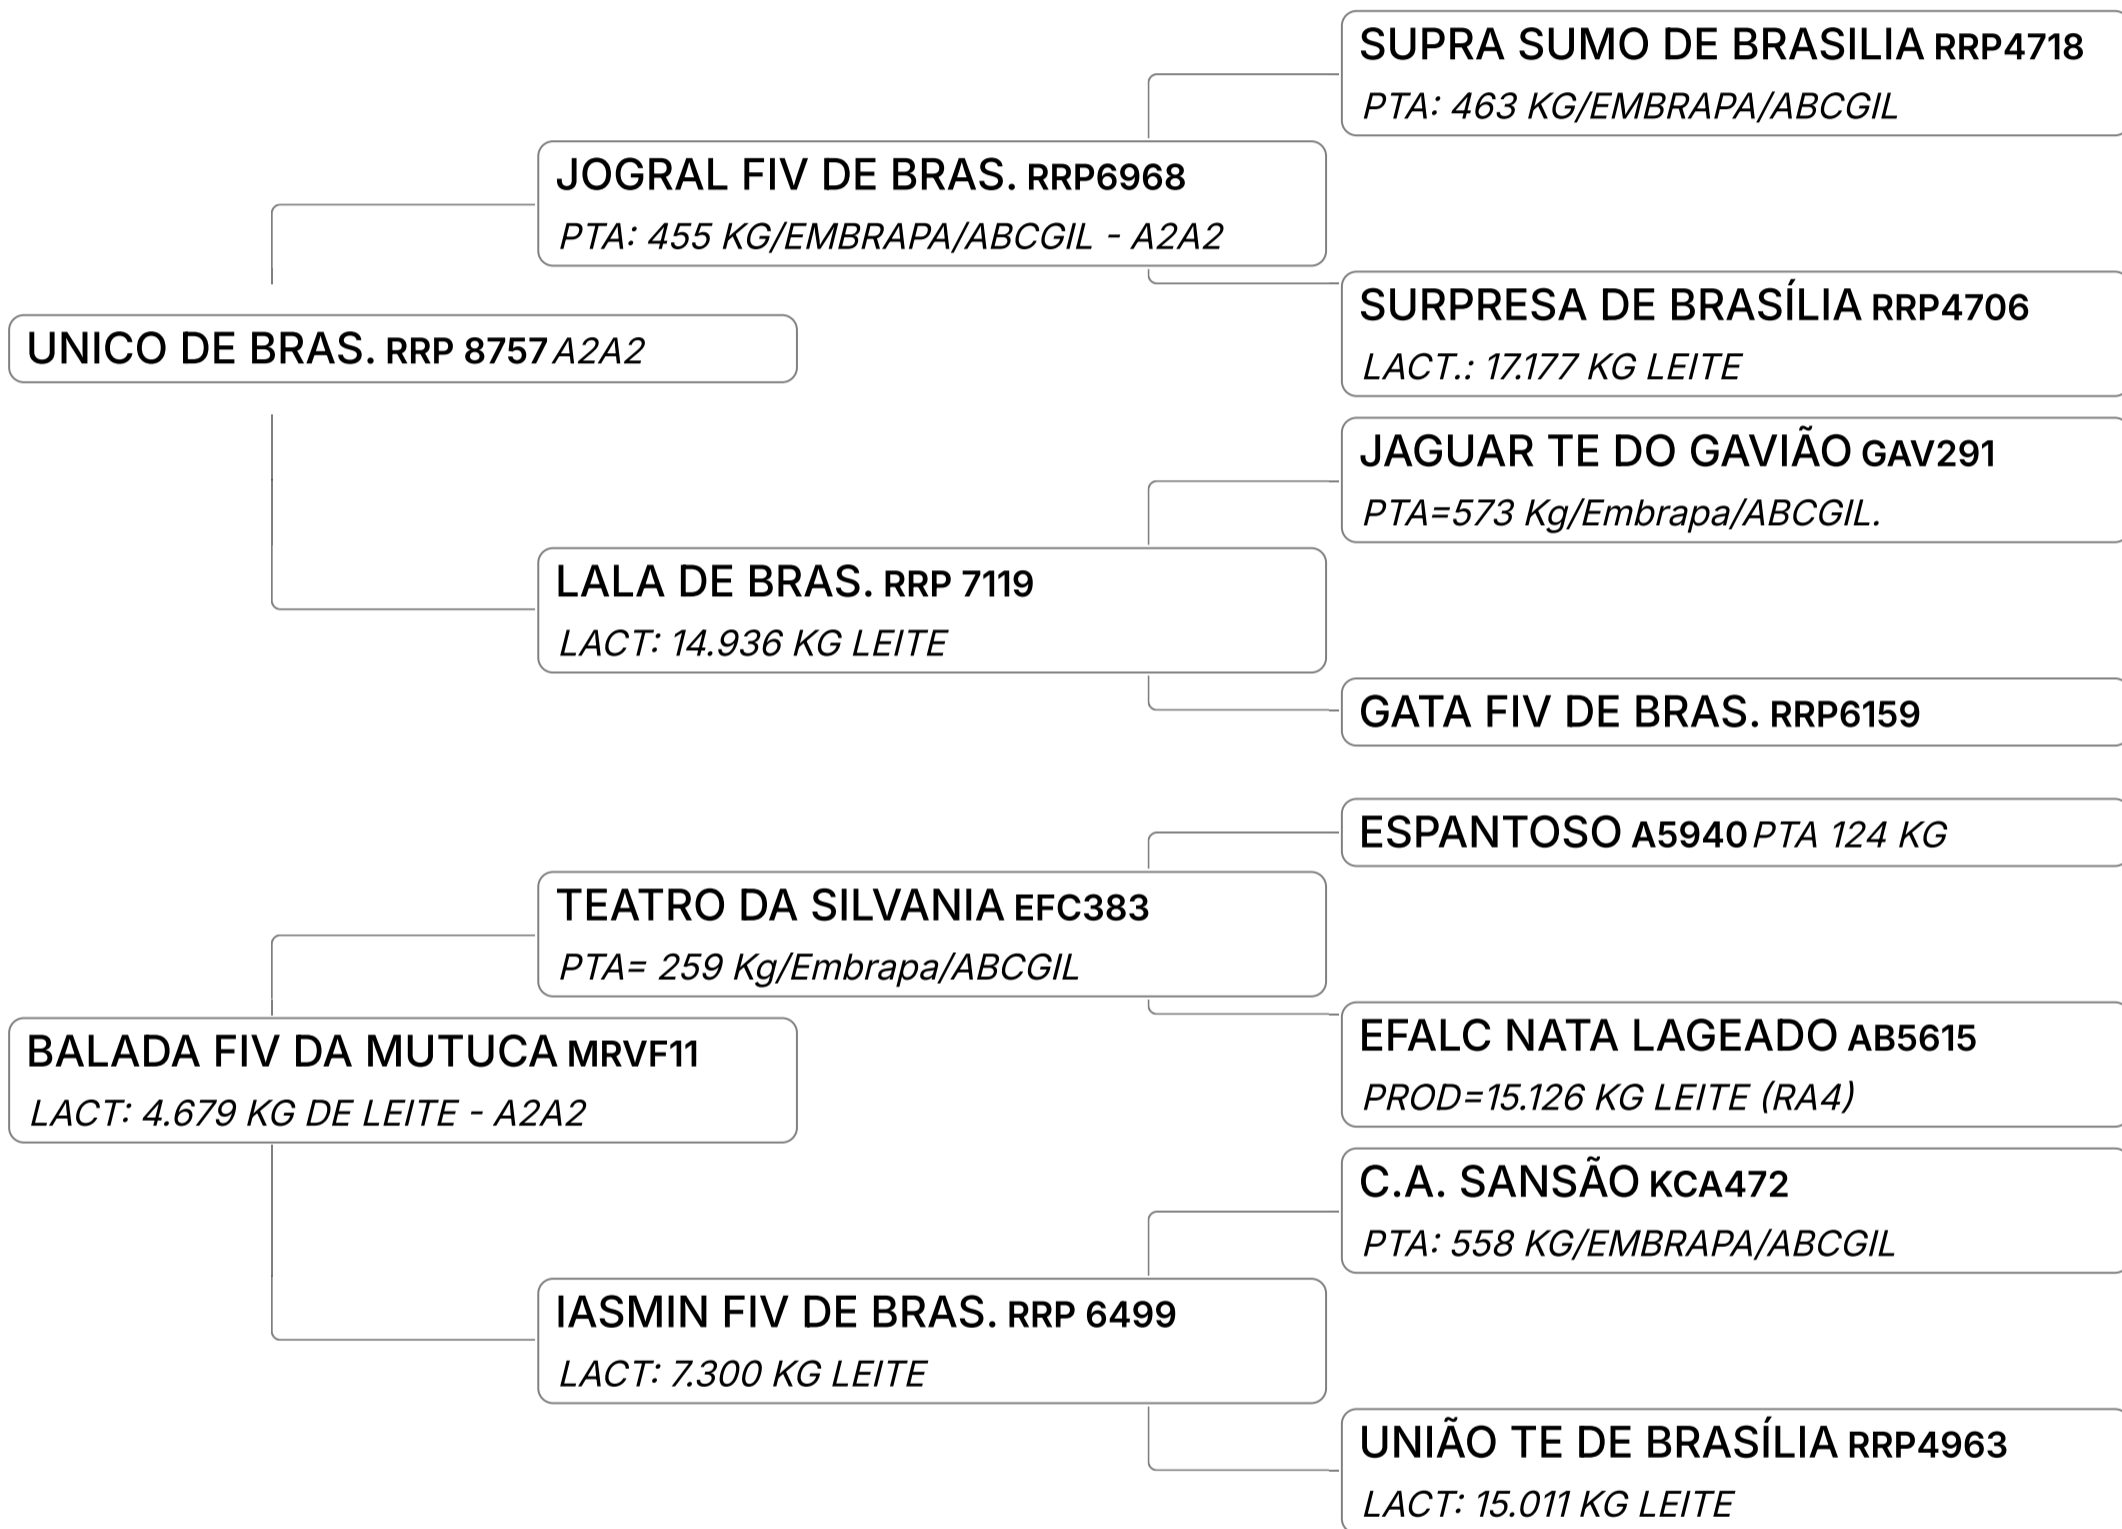 SUPRA SUMO DE BRASILIA RRP4718
PTA: 463 KG/EMBRAPA/ABCGIL
JOGRAL FIV DE BRAS. RRP6968
PTA: 455 KG/EMBRAPA/ABCGIL - A2A2
SURPRESA DE BRASÍLIA RRP4706
LACT.: 17.177 KG LEITE
UNICO DE BRAS. RRP 8757 A2A2
JAGUAR TE DO GAVIÃO GAV291
PTA=573 Kg/Embrapa/ABCGIL.
LALA DE BRAS. RRP 7119
LACT: 14.936 KG LEITE
GATA FIV DE BRAS. RRP6159
ESPANTOSO A5940 PTA 124 KG
TEATRO DA SILVANIA EFC383
PTA= 259 Kg/Embrapa/ABCGIL
EFALC NATA LAGEADO AB5615
PROD=15.126 KG LEITE (RA4)
BALADA FIV DA MUTUCA MRVF11
LACT: 4.679 KG DE LEITE - A2A2
C.A. SANSÃO KCA472
PTA: 558 KG/EMBRAPA/ABCGIL
IASMIN FIV DE BRAS. RRP 6499
LACT: 7.300 KG LEITE
UNIÃO TE DE BRASÍLIA RRP4963
LACT: 15.011 KG LEITE